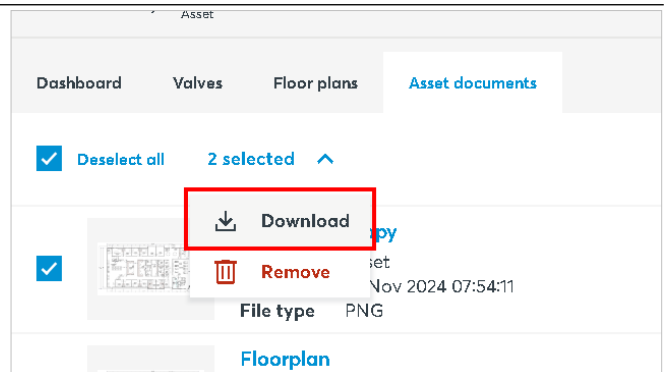 Asset
Dashboard Valves Floor plans Asset documents
Deselect all 2 selected
Download
py
Remove
set
Nov 2024 07:54:11
File type PNG
Floorplan